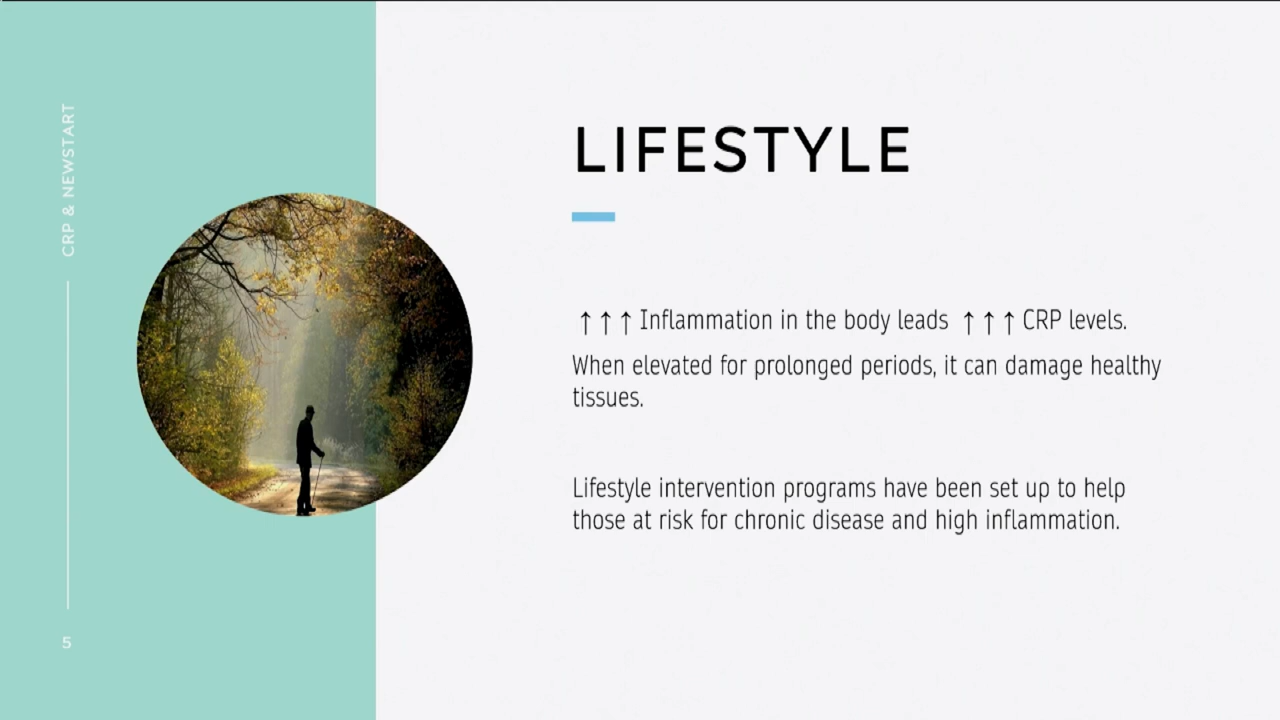 CRP & NEWSTART
5
LIFESTYLE
↑ ↑ ↑ Inflammation in the body leads ↑ ↑ ↑ CRP levels.
When elevated for prolonged periods, it can damage healthy
tissues.
Lifestyle intervention programs have been set up to help
those at risk for chronic disease and high inflammation.